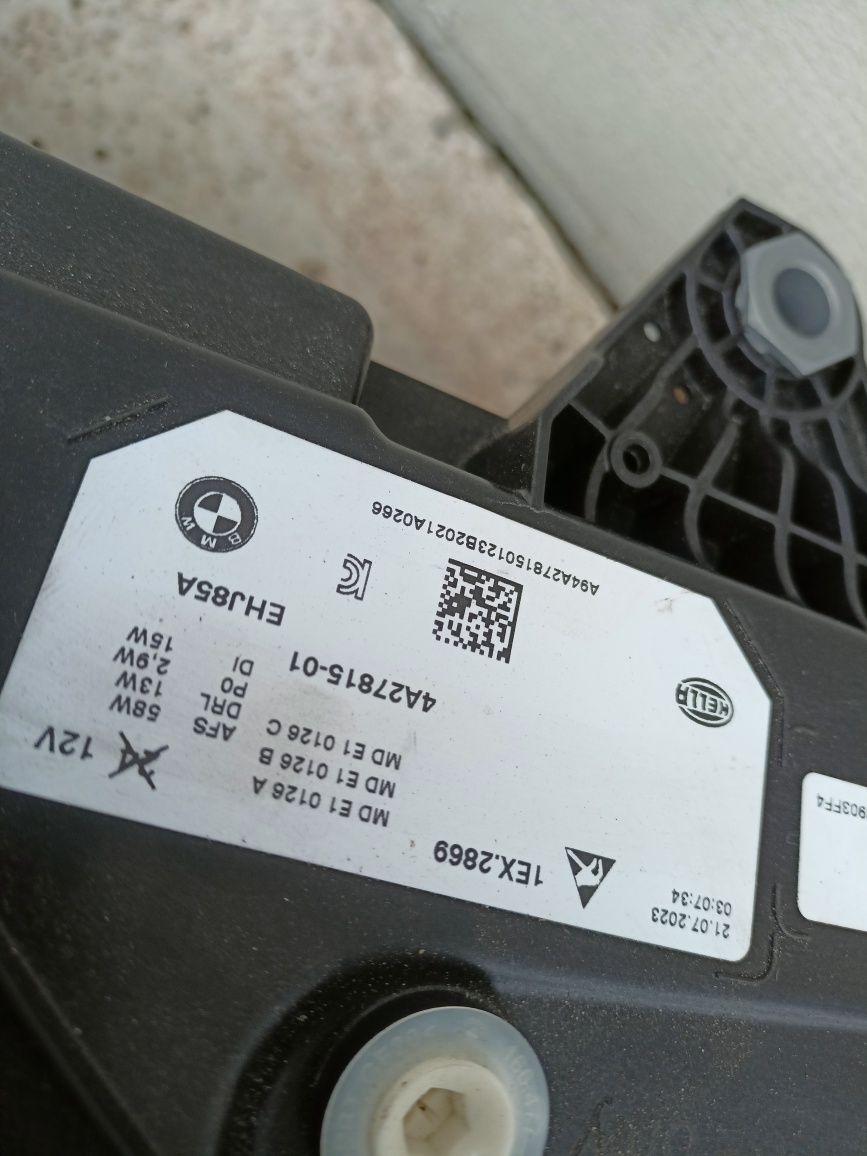 21.07.2023
03:07:34
1EX.2869
MD E1 0126 A
MD E1 0126 B
MD E1 0126 C
12V
AFS 58W
DRL 13W
PO 2,9W
DI 15W
4A27815-01
EHJ85A
HELLA
BMW
A94A278150123B2021A0266
903FF4